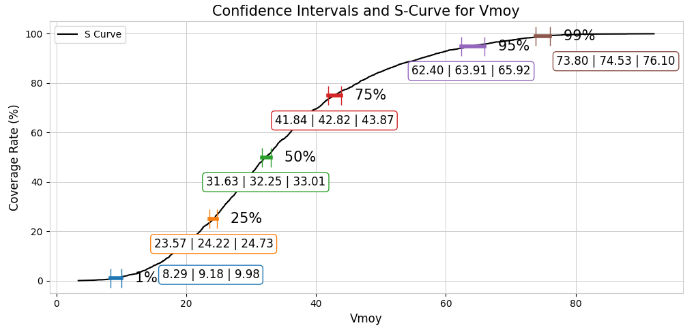 Confidence Intervals and S-Curve for Vmoy
S Curve
Coverage Rate (%)
100
80
60
40
20
0
99%
73.80 | 74.53 | 76.10
95%
62.40 | 63.91 | 65.92
75%
41.84 | 42.82 | 43.87
50%
31.63 | 32.25 | 33.01
25%
23.57 | 24.22 | 24.73
1%
8.29 | 9.18 | 9.98
0 20 40 60 80
Vmoy